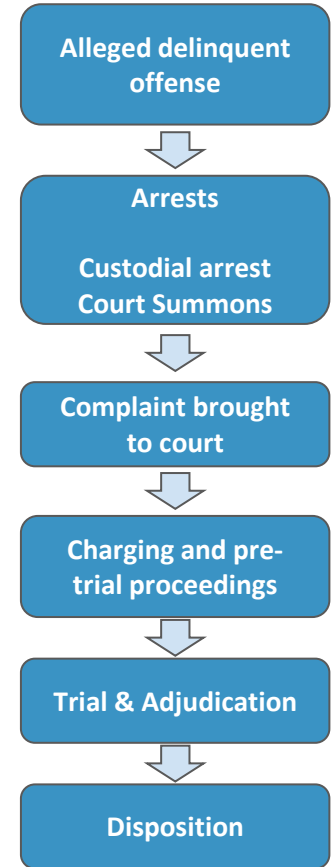 Alleged delinquent
offense
Arrests
Custodial arrest
Court Summons
Complaint brought
to court
Charging and pre-
trial proceedings
Trial & Adjudication
Disposition